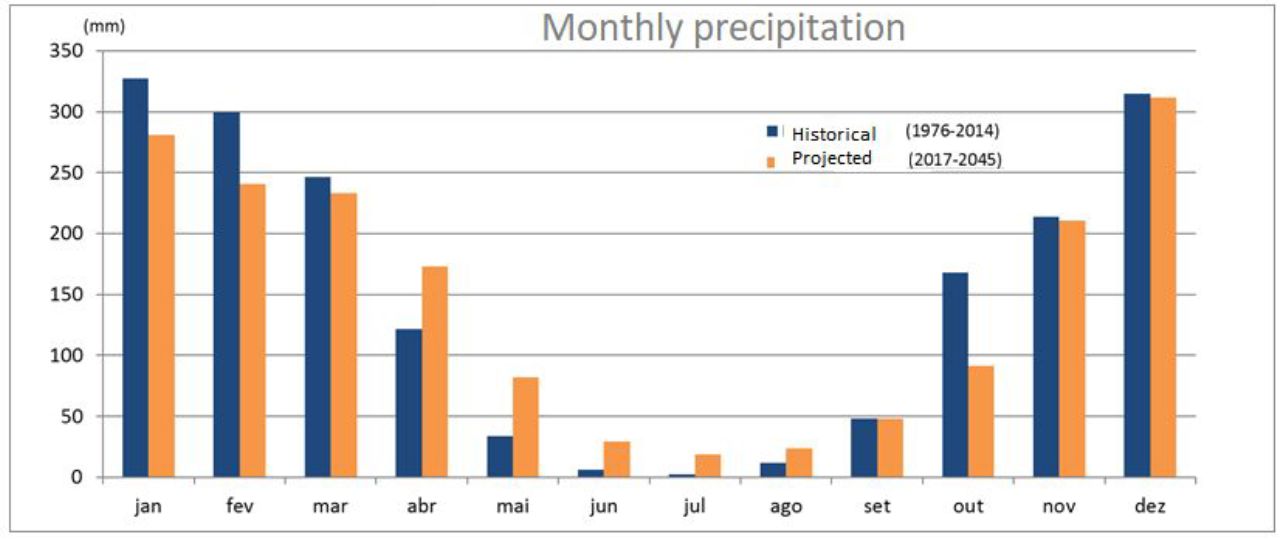 Monthly precipitation
(mm)
350
300
250
200
150
100
50
0
Historical (1976-2014)
Projected (2017-2045)
jan fev mar abr mai jun jul ago set out nov dez